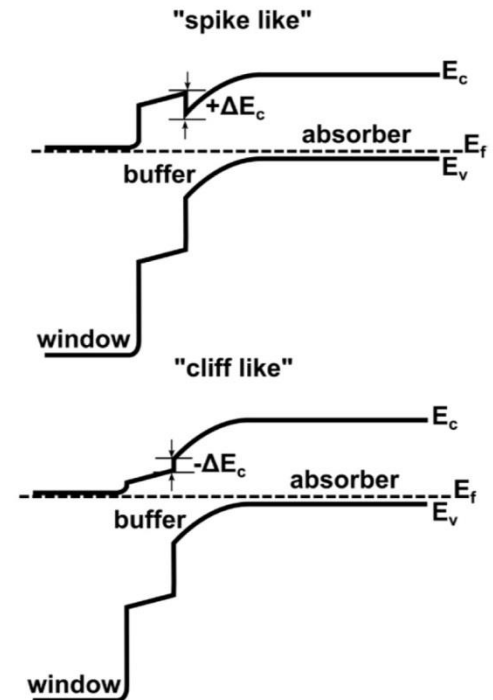 "spike like"
E_c
+ΔE_c
absorber
E_f
buffer
E_v
window
"cliff like"
E_c
-ΔE_c
absorber
E_f
buffer
E_v
window